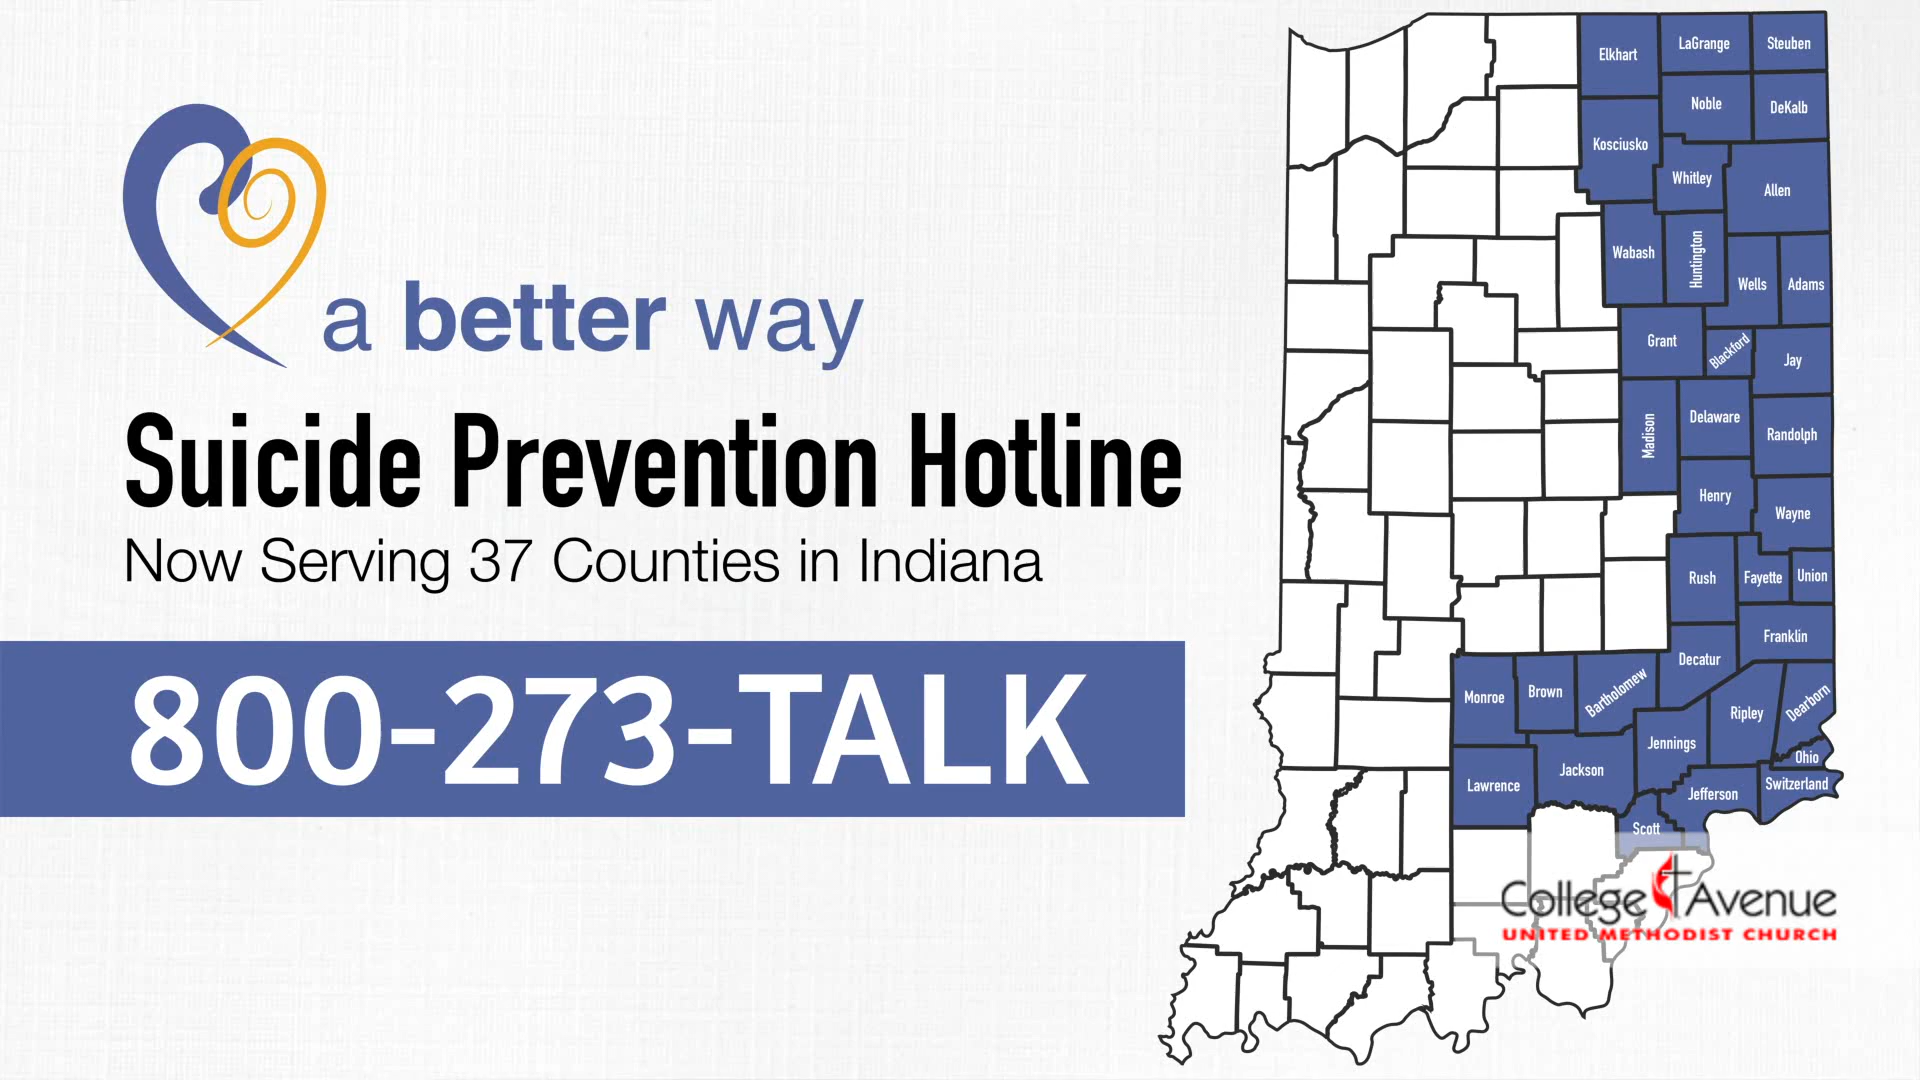 a better way
Suicide Prevention Hotline
Now Serving 37 Counties in Indiana
800-273-TALK
Elkhart
LaGrange
Steuben
Noble
DeKalb
Kosciusko
Whitley
Allen
Wabash
Huntington
Wells
Adams
Grant
Blackford
Jay
Madison
Delaware
Randolph
Henry
Wayne
Rush
Fayette
Union
Franklin
Decatur
Monroe
Brown
Bartholomew
Ripley
Dearborn
Jennings
Ohio
Lawrence
Jackson
Jefferson
Switzerland
Scott
College Avenue
UNITED METHODIST CHURCH